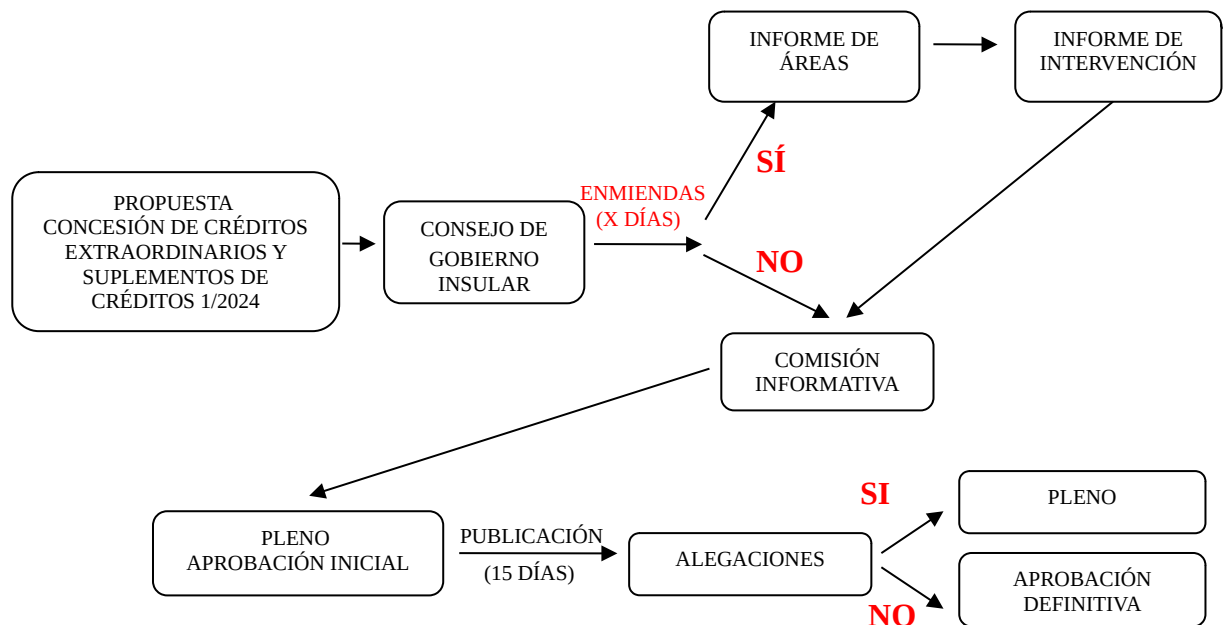 INFORME DE
ÁREAS
INFORME DE
INTERVENCIÓN
SÍ
PROPUESTA
CONCESIÓN DE CRÉDITOS
EXTRAORDINARIOS Y
SUPLEMENTOS DE
CRÉDITOS 1/2024
CONSEJO DE
GOBIERNO
INSULAR
ENMIENDAS
(X DÍAS)
NO
COMISIÓN
INFORMATIVA
PLENO
APROBACIÓN INICIAL
PUBLICACIÓN
(15 DÍAS)
ALEGACIONES
SI
PLENO
NO
APROBACIÓN
DEFINITIVA